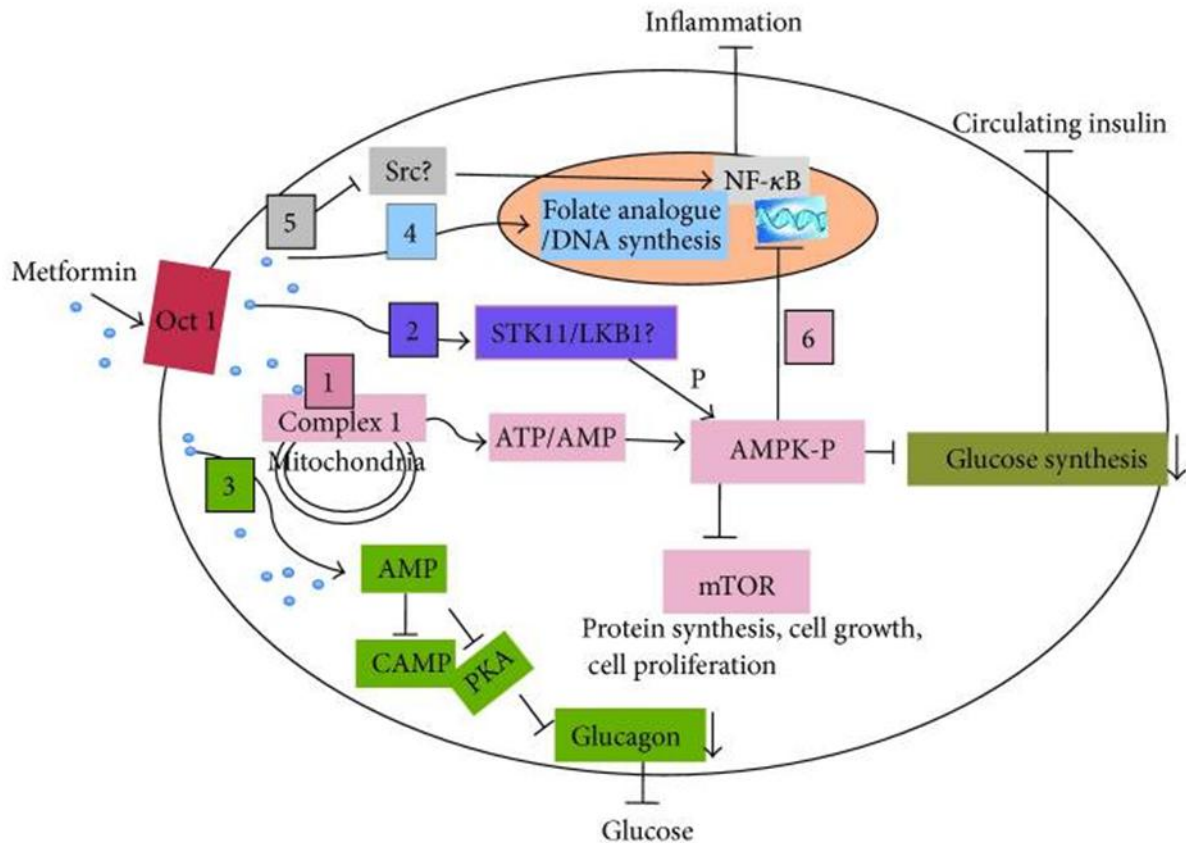 Inflammation
Circulating insulin
Src?
NF-κB
5
4
Folate analogue
/DNA synthesis
Metformin
Oct 1
2
STK11/LKB1?
6
P
1
Complex 1
Mitochondria
ATP/AMP
AMPK-P
Glucose synthesis
3
AMP
mTOR
Protein synthesis, cell growth,
cell proliferation
CAMP
PKA
Glucagon
Glucose